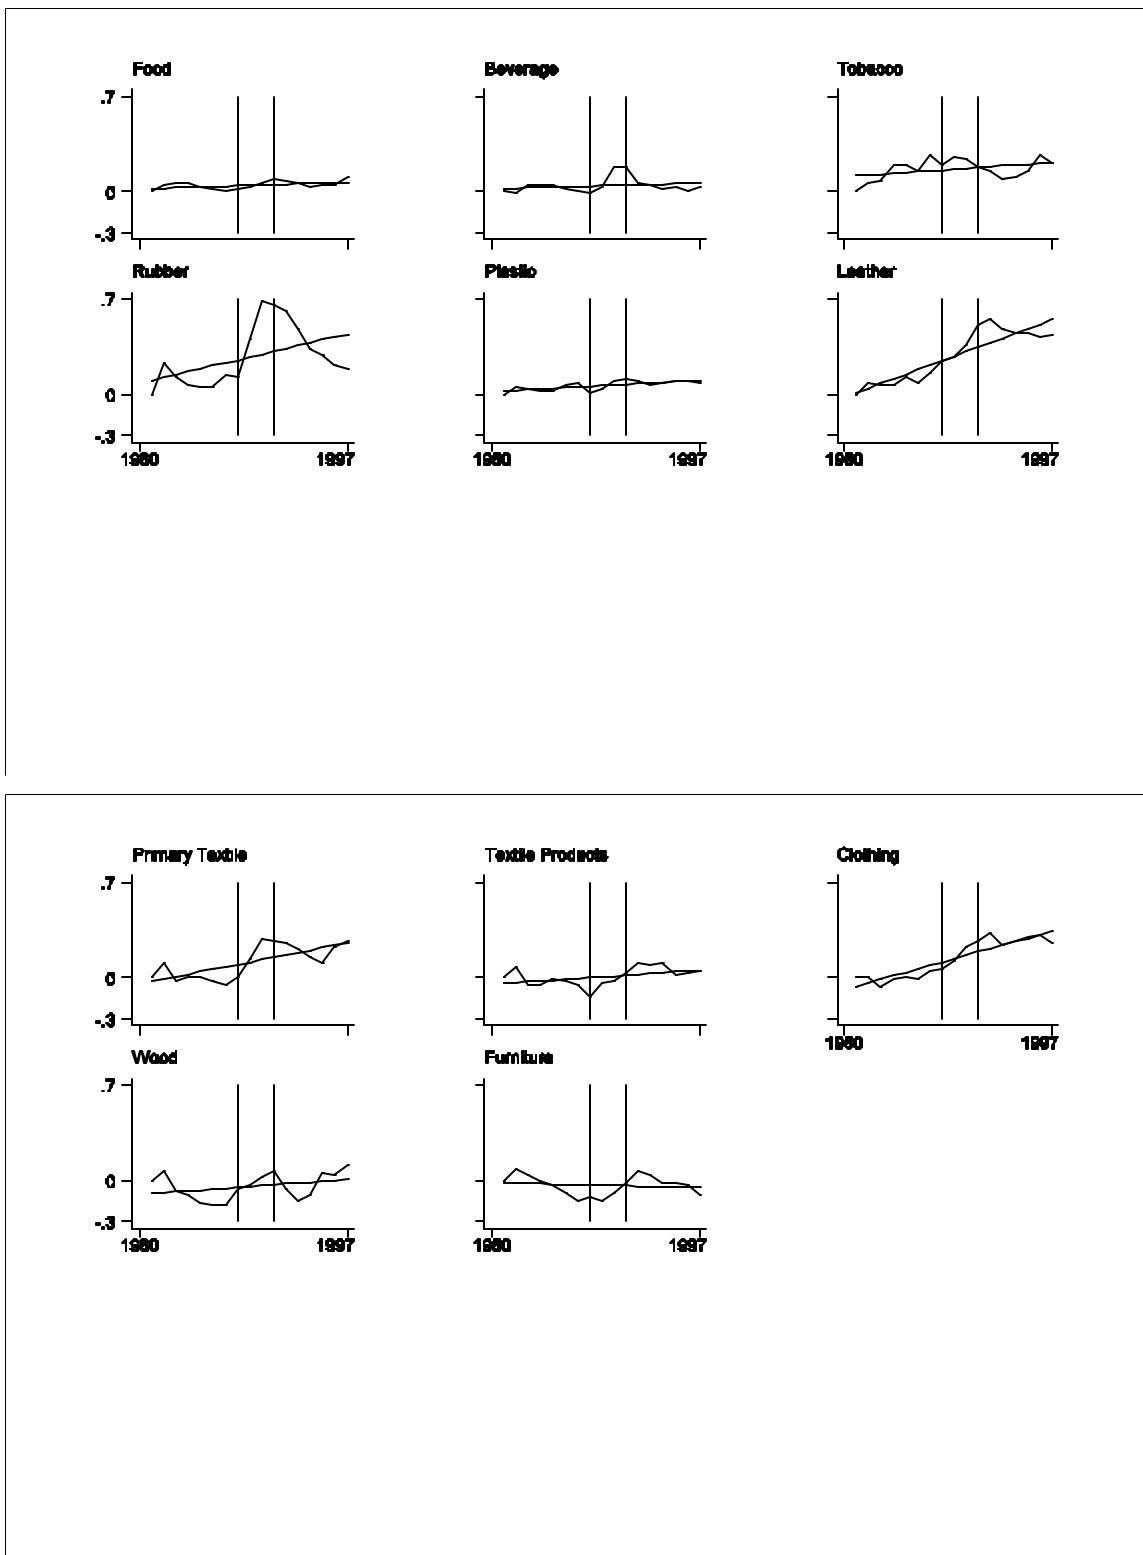 Food Beverage Tobacco
.7
0
-.3
Rubber Plastic Leather
.7
0
-.3
1980 1997 1980 1997 1980 1997
Primary Textile Textile Products Clothing
.7
0
-.3
1980 1997
Wood Furniture
.7
0
-.3
1980 1997 1980 1997